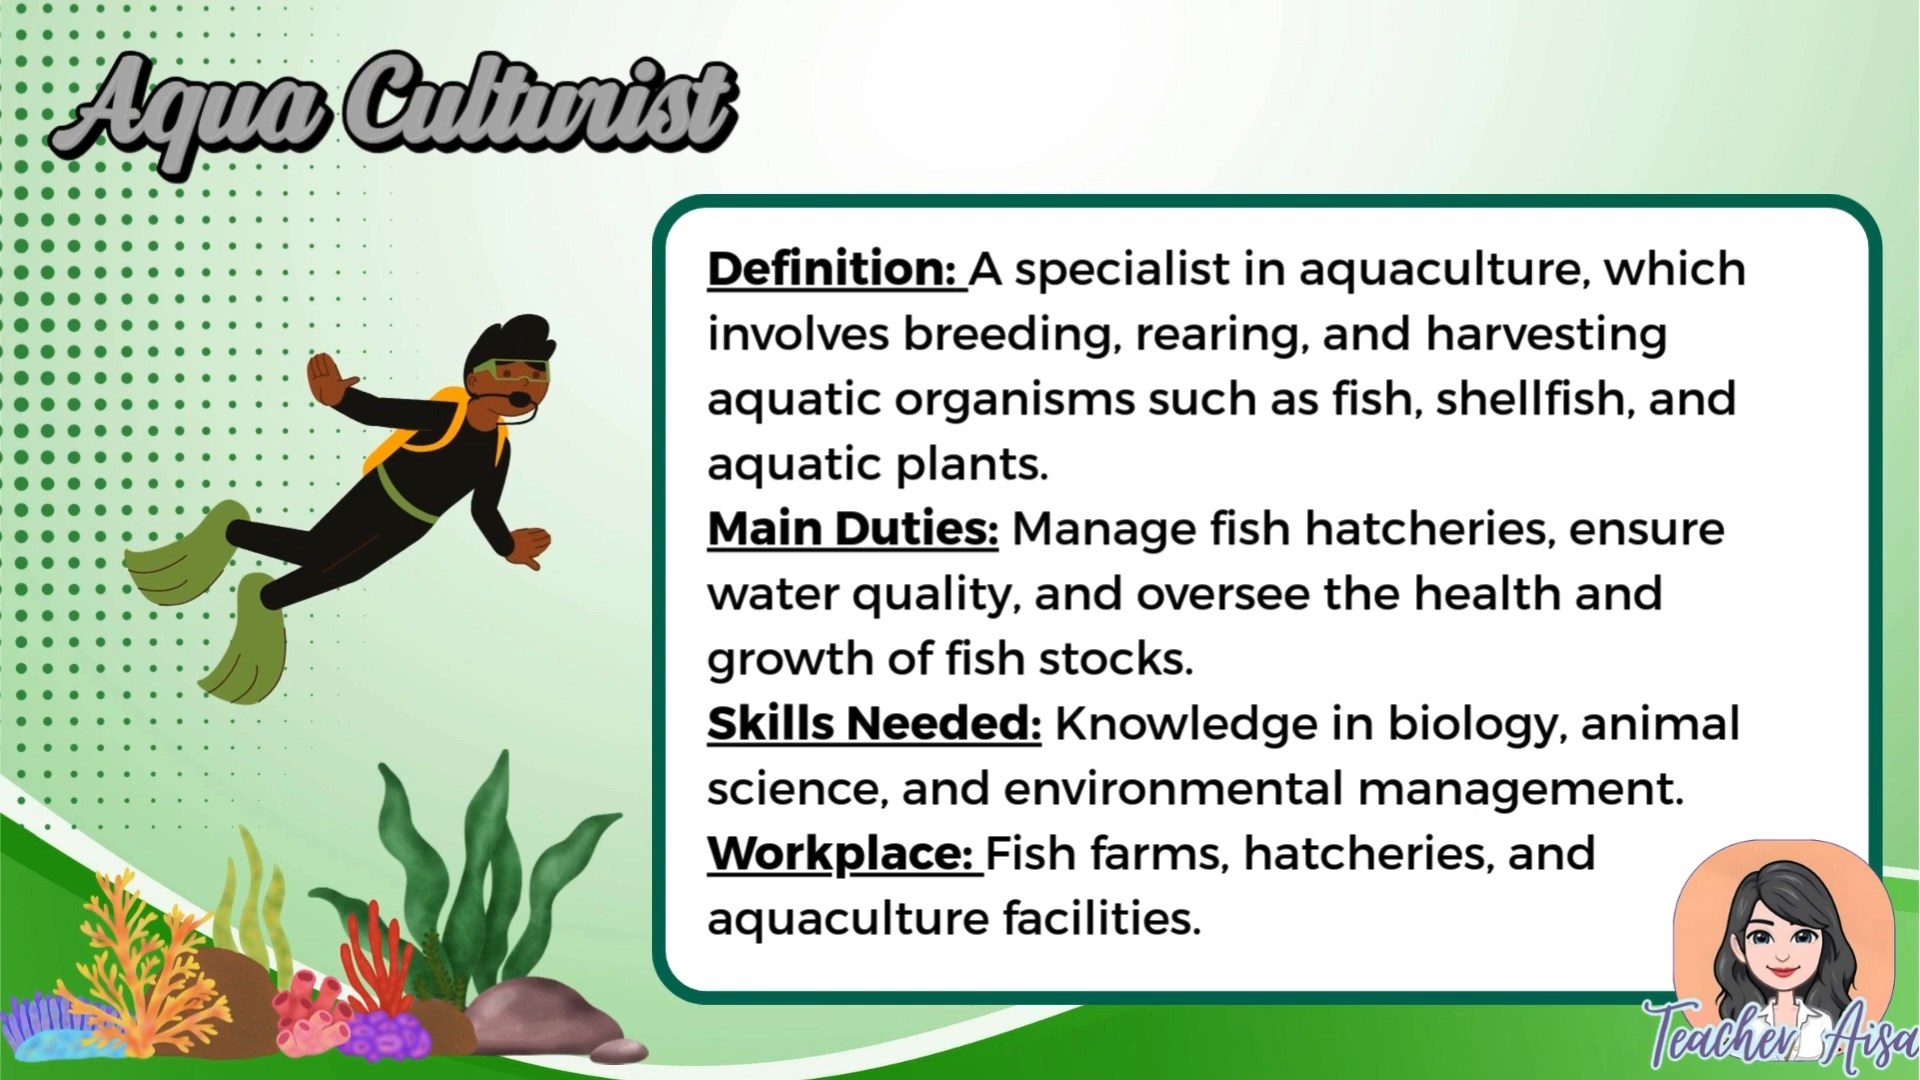 Aqua Culturist
Definition: A specialist in aquaculture, which
involves breeding, rearing, and harvesting
aquatic organisms such as fish, shellfish, and
aquatic plants.
Main Duties: Manage fish hatcheries, ensure
water quality, and oversee the health and
growth of fish stocks.
Skills Needed: Knowledge in biology, animal
science, and environmental management.
Workplace: Fish farms, hatcheries, and
aquaculture facilities.
Teacher Aisa